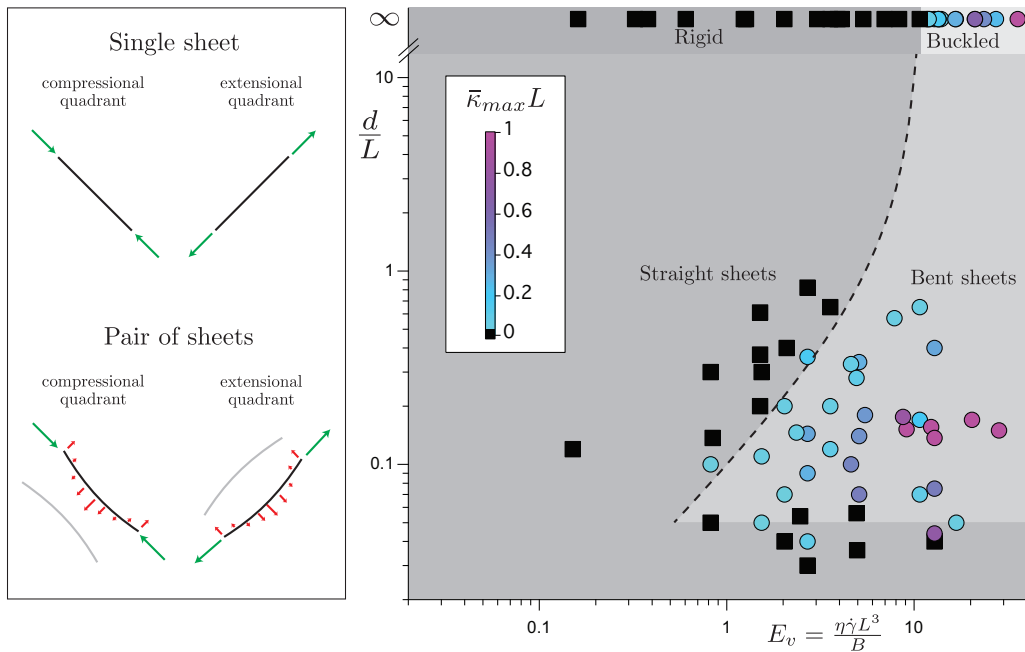 Single sheet
compressional quadrant
extensional quadrant
Pair of sheets
compressional quadrant
extensional quadrant
∞
10
d/L
1
0.1
Rigid
Buckled
κ̅_max L
1
0.8
0.6
0.4
0.2
0
Straight sheets
Bent sheets
0.1
1
10
E_v = ηγ̇L³/B